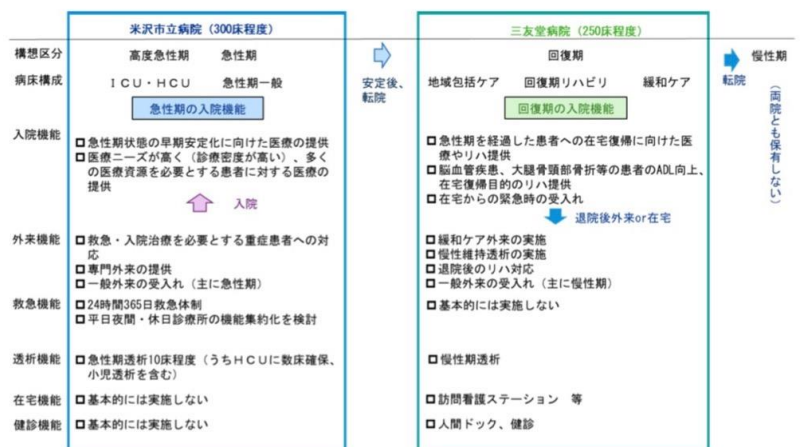 米沢市立病院（300床程度）
三友堂病院（250床程度）
構想区分
高度急性期 急性期
回復期
慢性期
病床構成
ＩＣＵ・ＨＣＵ 急性期一般
安定後、
転院
地域包括ケア 回復期リハビリ 緩和ケア
転院
（両院とも保有しない）
急性期の入院機能
回復期の入院機能
入院機能
□急性期状態の早期安定化に向けた医療の提供
□医療ニーズが高く（診療密度が高い）、多く
の医療資源を必要とする患者に対する医療の
提供
入院
□急性期を経過した患者への在宅復帰に向けた医
療やリハ提供
□脳血管疾患、大腿骨頸部骨折等の患者のADL向上、
在宅復帰目的のリハ提供
□在宅からの緊急時の受入れ
退院後外来or在宅
外来機能
□救急・入院治療を必要とする重症患者への対
応
□専門外来の提供
□一般外来の受入れ（主に急性期）
□緩和ケア外来の実施
□慢性維持透析の実施
□退院後のリハ対応
□一般外来の受入れ（主に慢性期）
救急機能
□24時間365日救急体制
□平日夜間・休日診療所の機能集約化を検討
□基本的には実施しない
透析機能
□急性期透析10床程度（うちＨＣＵに数床確保、
小児透析を含む）
□慢性期透析
在宅機能
□基本的には実施しない
□訪問看護ステーション 等
健診機能
□基本的には実施しない
□人間ドック、健診